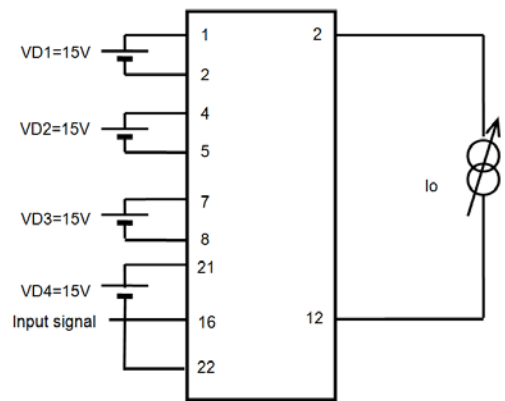 1
2
VD1=15V
2
4
VD2=15V
5
7
VD3=15V
8
21
VD4=15V
Input signal
16
12
22
Io